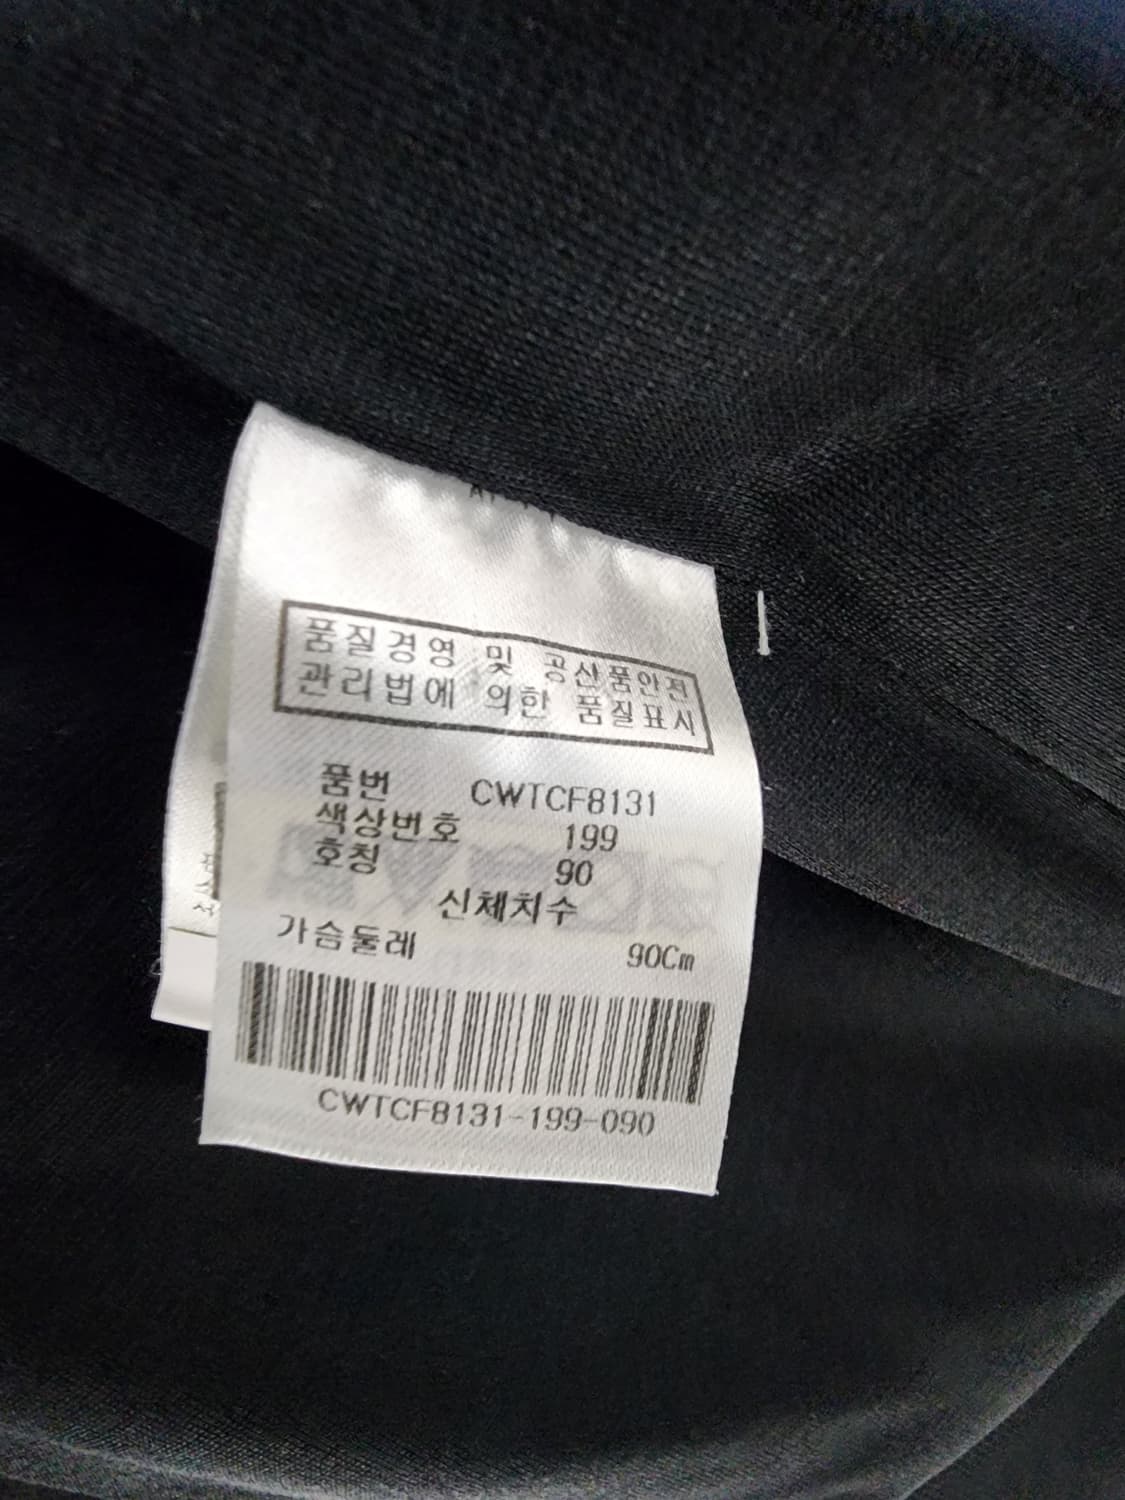 품질경영 및 공산품안전
관리법에 의한 품질표시
품번 CWTCF8131
색상번호 199
호칭 90
신체치수
가슴둘레 90Cm
CWTCF8131-199-090